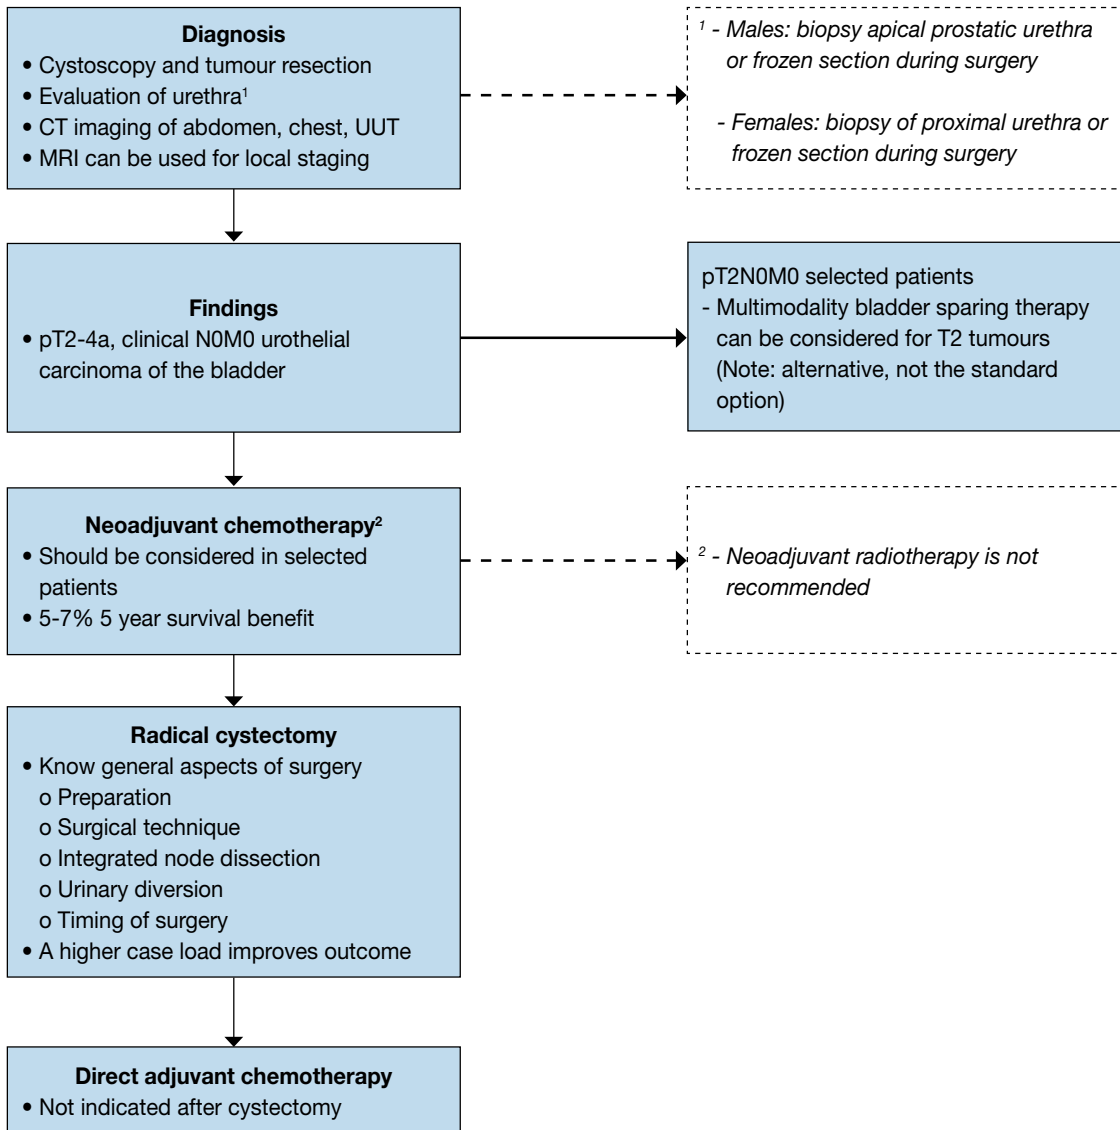 Diagnosis
• Cystoscopy and tumour resection
• Evaluation of urethra¹
• CT imaging of abdomen, chest, UUT
• MRI can be used for local staging
¹ - Males: biopsy apical prostatic urethra
or frozen section during surgery
- Females: biopsy of proximal urethra or
frozen section during surgery
Findings
• pT2-4a, clinical N0M0 urothelial
carcinoma of the bladder
pT2N0M0 selected patients
- Multimodality bladder sparing therapy
can be considered for T2 tumours
(Note: alternative, not the standard
option)
Neoadjuvant chemotherapy²
• Should be considered in selected
patients
• 5-7% 5 year survival benefit
² - Neoadjuvant radiotherapy is not
recommended
Radical cystectomy
• Know general aspects of surgery
o Preparation
o Surgical technique
o Integrated node dissection
o Urinary diversion
o Timing of surgery
• A higher case load improves outcome
Direct adjuvant chemotherapy
• Not indicated after cystectomy